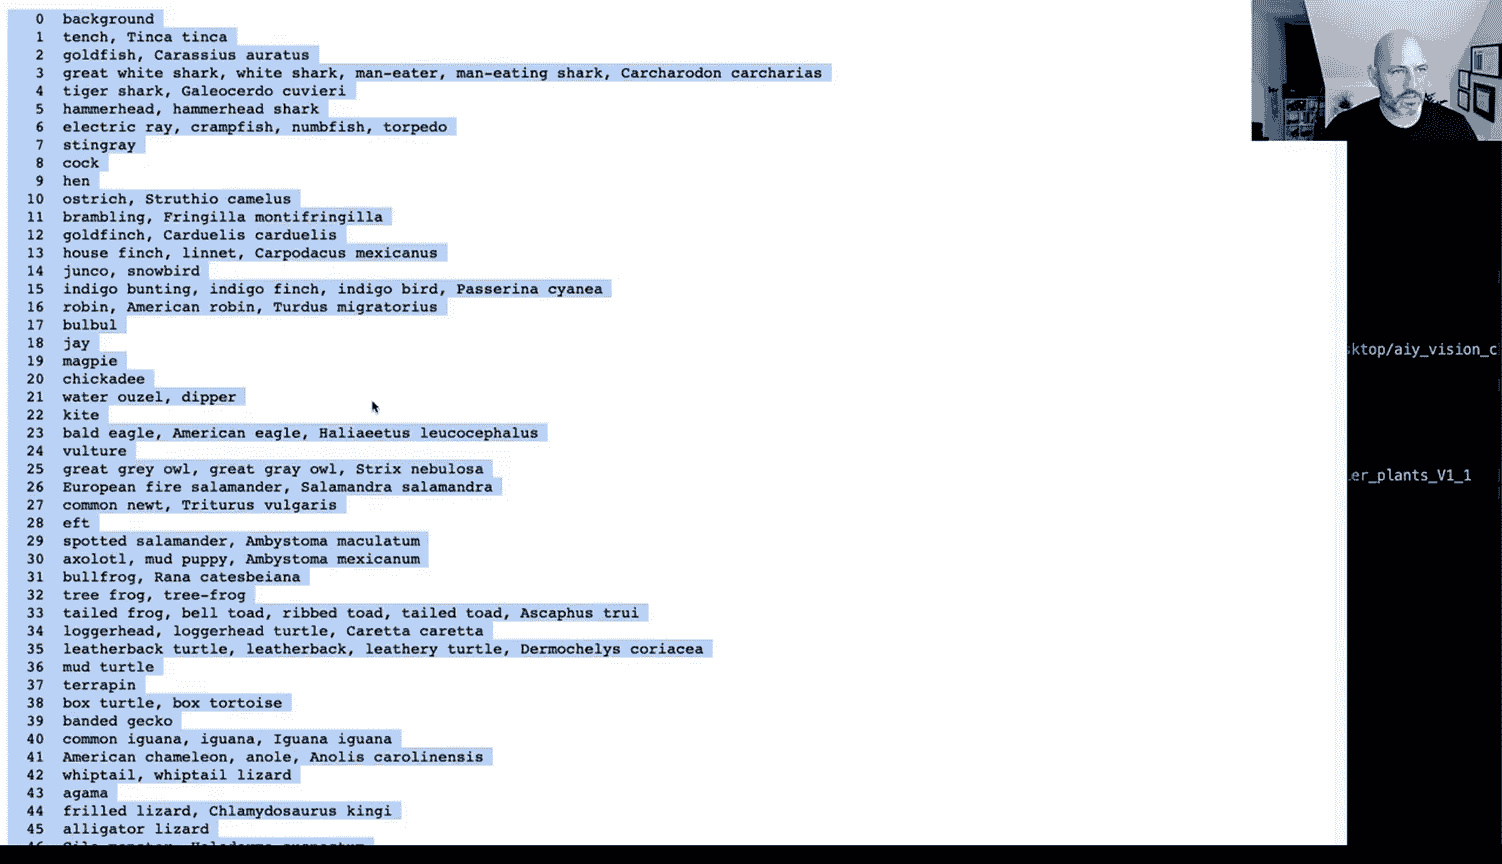 0 background
1 tench, Tinca tinca
2 goldfish, Carassius auratus
3 great white shark, white shark, man-eater, man-eating shark, Carcharodon carcharias
4 tiger shark, Galeocerdo cuvieri
5 hammerhead, hammerhead shark
6 electric ray, crampfish, numbfish, torpedo
7 stingray
8 cock
9 hen
10 ostrich, Struthio camelus
11 brambling, Fringilla montifringilla
12 goldfinch, Carduelis carduelis
13 house finch, linnet, Carpodacus mexicanus
14 junco, snowbird
15 indigo bunting, indigo finch, indigo bird, Passerina cyanea
16 robin, American robin, Turdus migratorius
17 bulbul
18 jay
19 magpie
20 chickadee
21 water ouzel, dipper
22 kite
23 bald eagle, American eagle, Haliaeetus leucocephalus
24 vulture
25 great grey owl, great gray owl, Strix nebulosa
26 European fire salamander, Salamandra salamandra
27 common newt, Triturus vulgaris
28 eft
29 spotted salamander, Ambystoma maculatum
30 axolotl, mud puppy, Ambystoma mexicanum
31 bullfrog, Rana catesbeiana
32 tree frog, tree-frog
33 tailed frog, bell toad, ribbed toad, tailed toad, Ascaphus trui
34 loggerhead, loggerhead turtle, Caretta caretta
35 leatherback turtle, leatherback, leathery turtle, Dermochelys coriacea
36 mud turtle
37 terrapin
38 box turtle, box tortoise
39 banded gecko
40 common iguana, iguana, Iguana iguana
41 American chameleon, anole, Anolis carolinensis
42 whiptail, whiptail lizard
43 agama
44 frilled lizard, Chlamydosaurus kingi
45 alligator lizard
sktop/aiy_vision_c
er_plants_V1_1